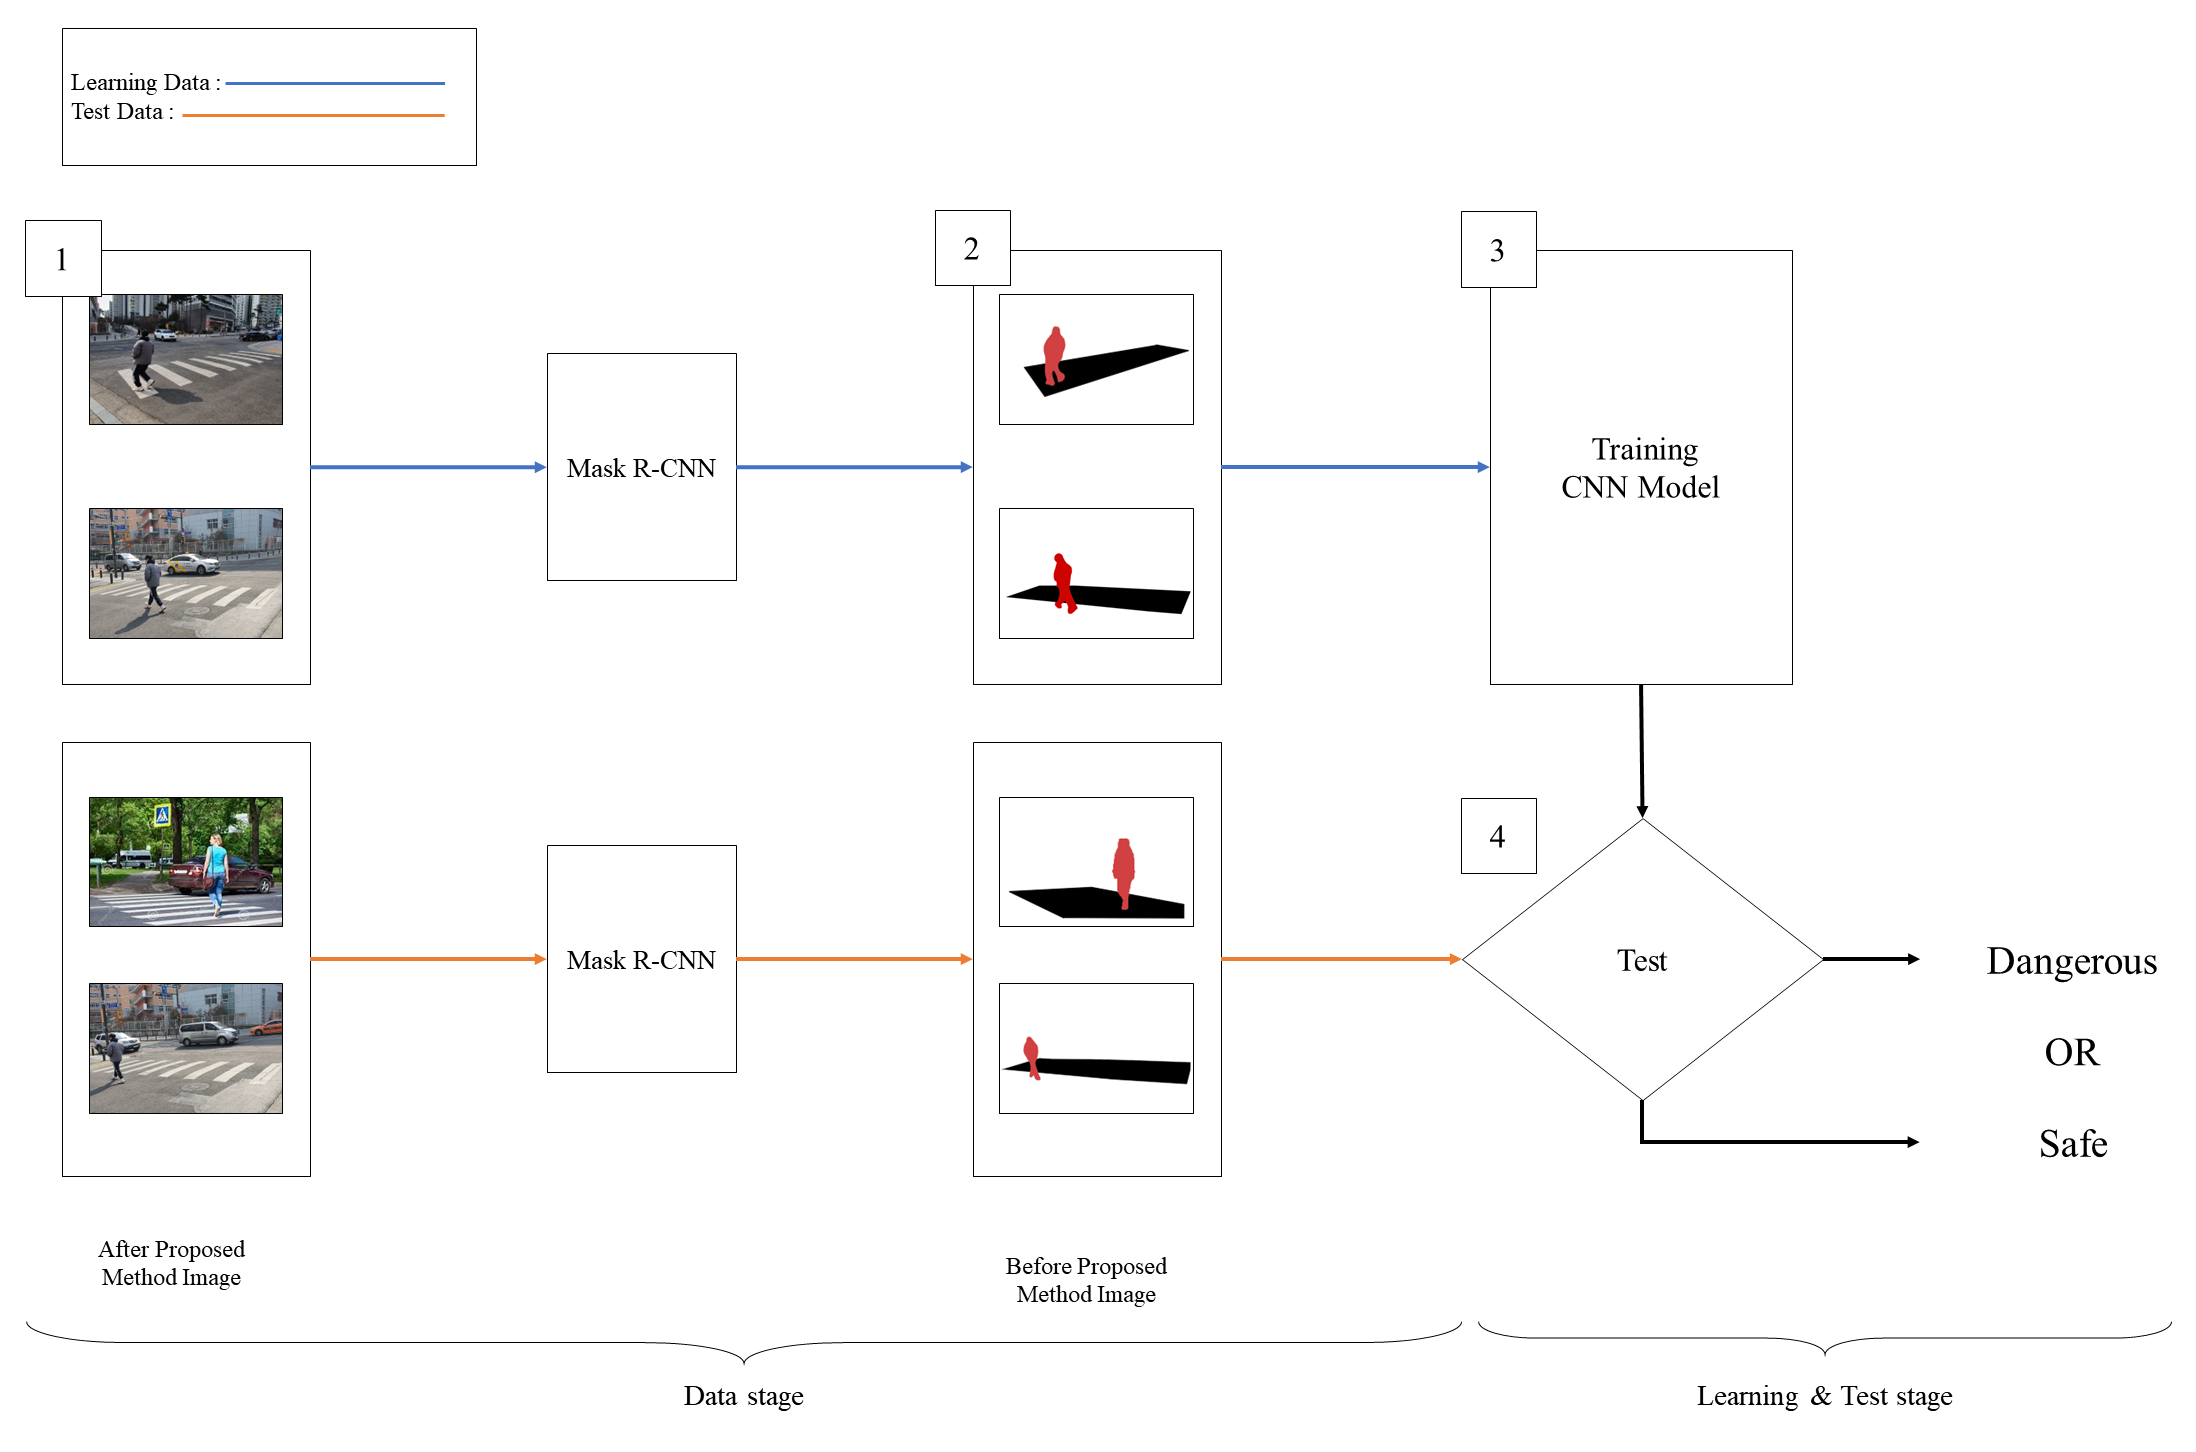 Learning Data :
Test Data :
1
2
3
Mask R-CNN
Training
CNN Model
4
Mask R-CNN
Test
Dangerous
OR
Safe
After Proposed
Method Image
Before Proposed
Method Image
Data stage
Learning & Test stage